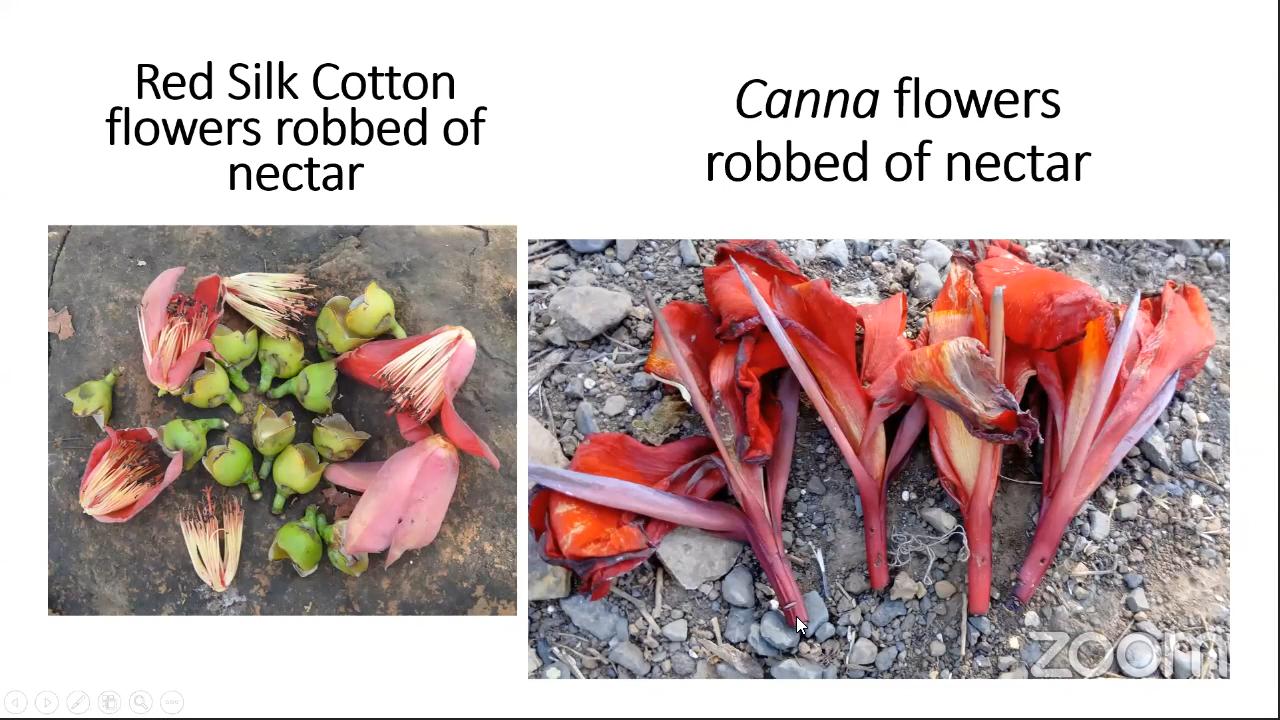 Red Silk Cotton
flowers robbed of
nectar
Canna flowers
robbed of nectar
zoom